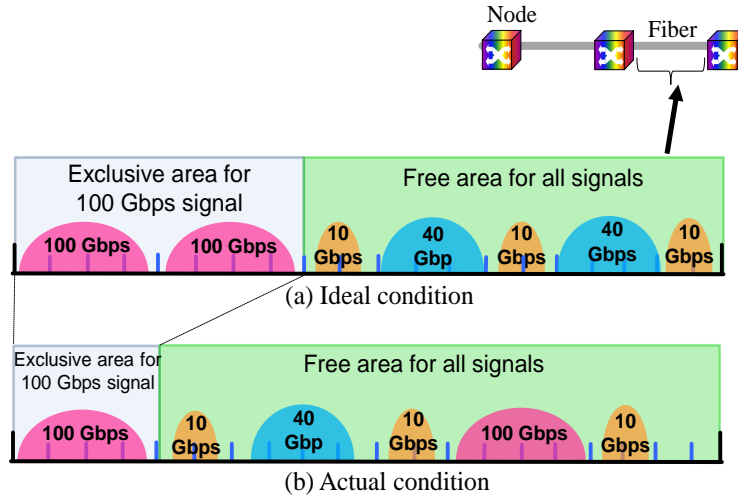 Node
Fiber
Exclusive area for
100 Gbps signal
Free area for all signals
100 Gbps
100 Gbps
10
Gbps
40
Gbp
10
Gbps
40
Gbps
10
Gbps
(a) Ideal condition
Exclusive area for
100 Gbps signal
Free area for all signals
100 Gbps
10
Gbps
40
Gbp
10
Gbps
100 Gbps
10
Gbps
(b) Actual condition